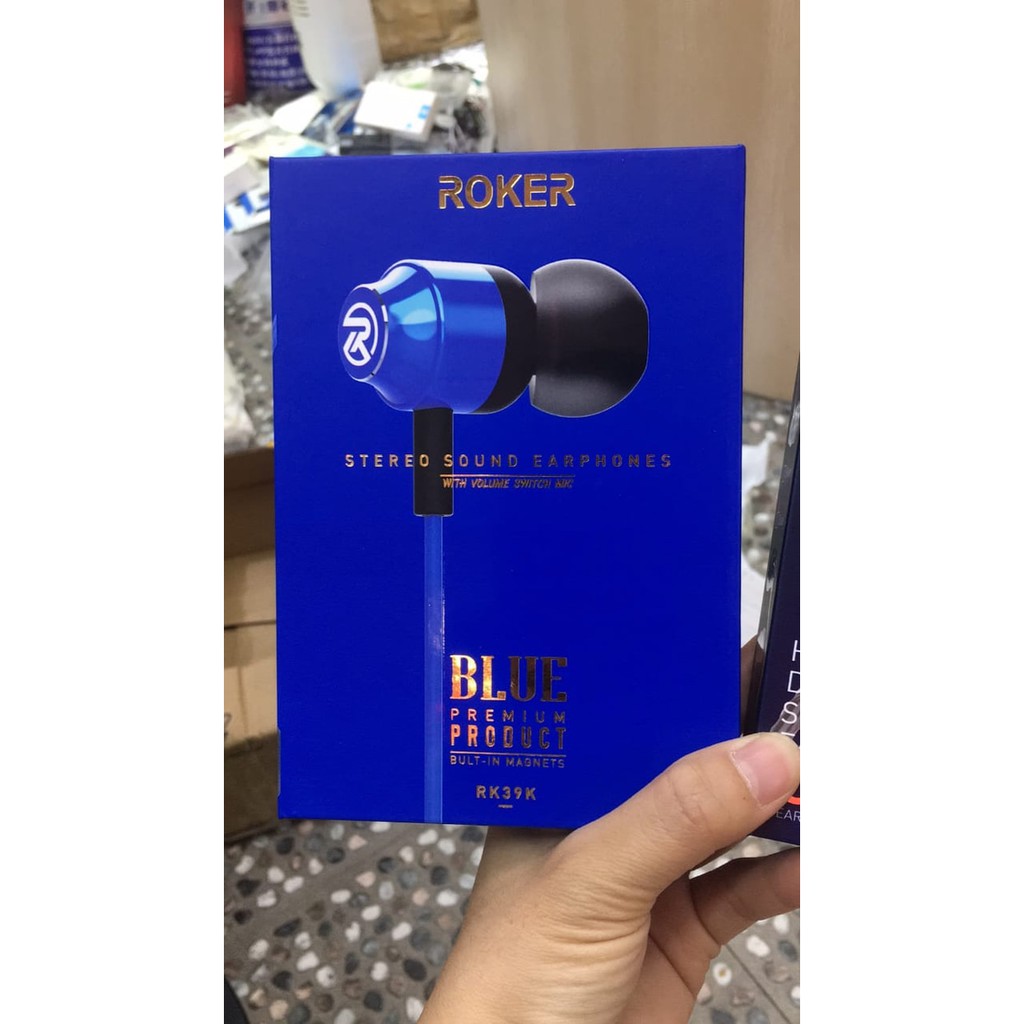 ROKER
STEREO SOUND EARPHONES
WITH VOLUME SWITCH MIC
BLUE
PREMIUM
PRODUCT
BULT-IN MAGNETS
RK39K